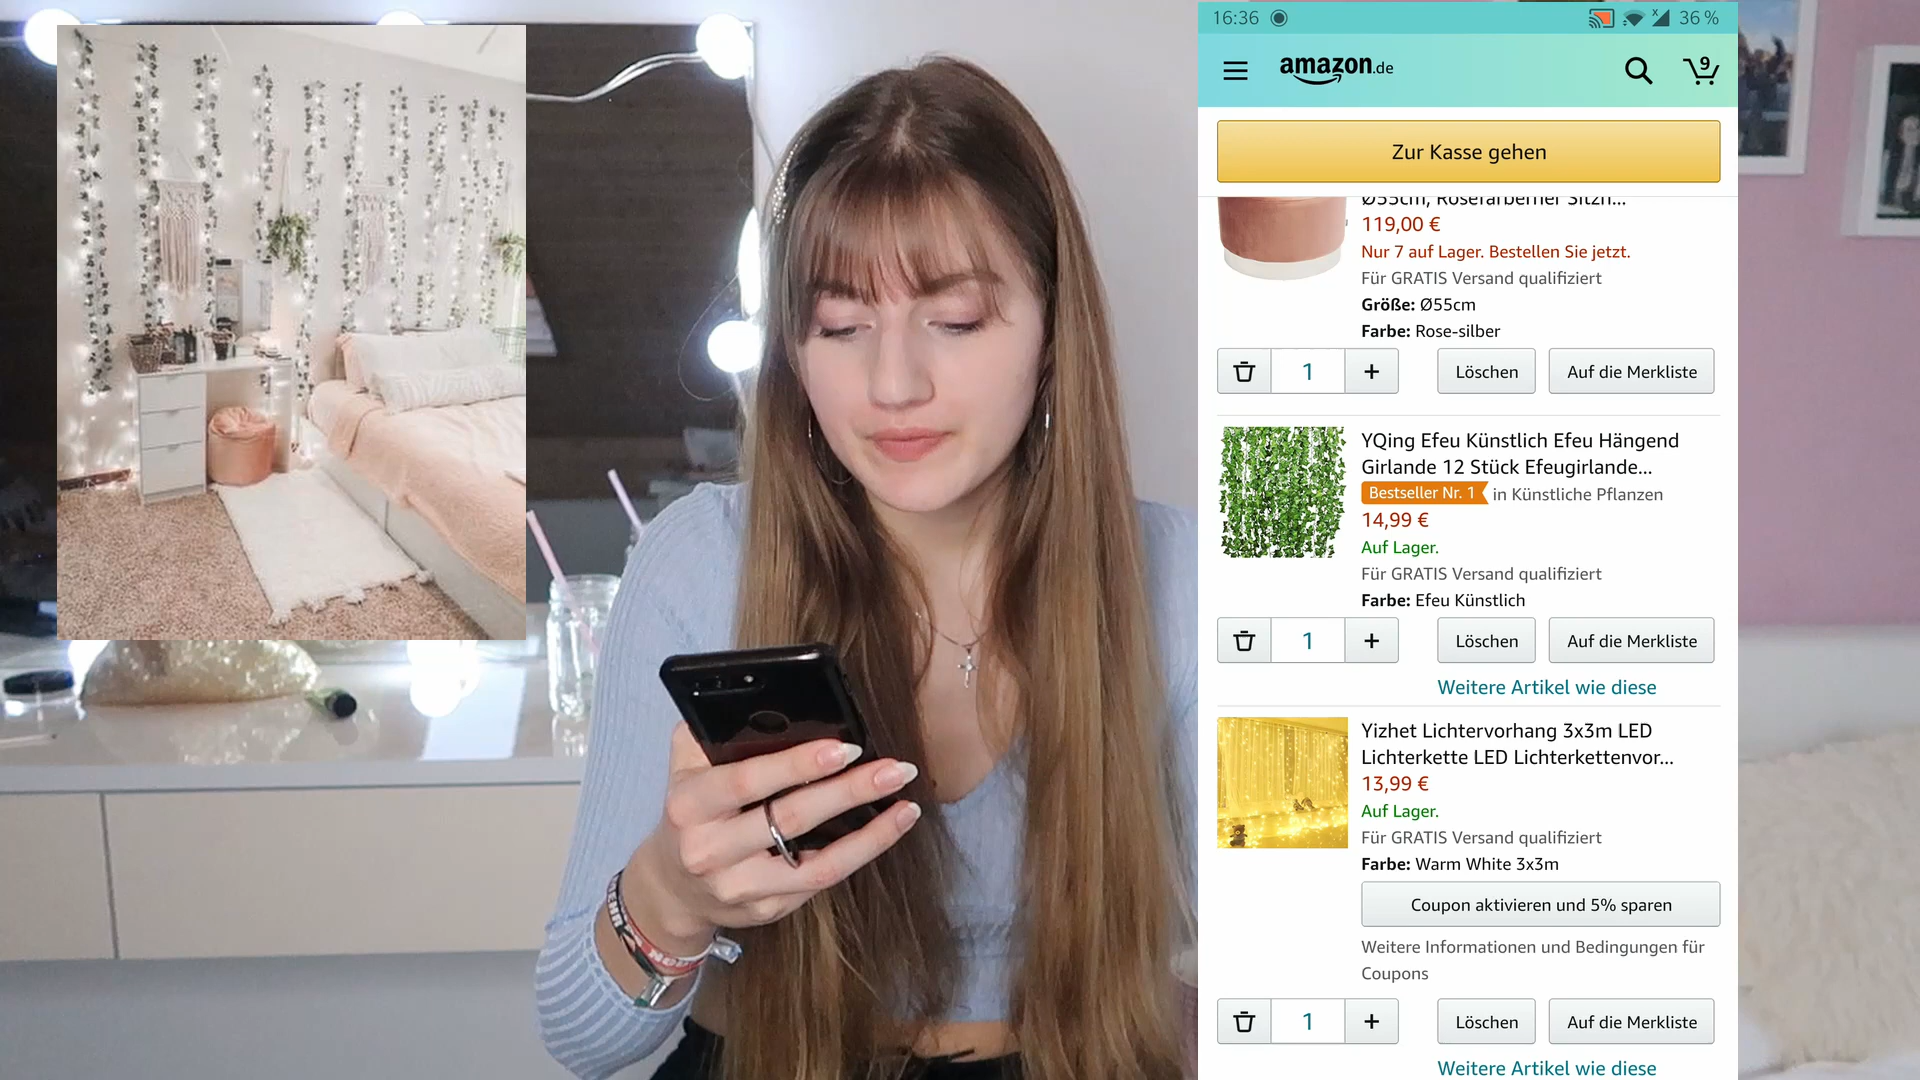 16:36
36 %
amazon.de
9
Zur Kasse gehen
Ø55cm, Rosefarbener Sitzh...
119,00 €
Nur 7 auf Lager. Bestellen Sie jetzt.
Für GRATIS Versand qualifiziert
Größe: Ø55cm
Farbe: Rose-silber
1
+
Löschen
Auf die Merkliste
YQing Efeu Künstlich Efeu Hängend
Girlande 12 Stück Efeugirlande...
Bestseller Nr. 1 in Künstliche Pflanzen
14,99 €
Auf Lager.
Für GRATIS Versand qualifiziert
Farbe: Efeu Künstlich
1
+
Löschen
Auf die Merkliste
Weitere Artikel wie diese
Yizhet Lichtervorhang 3x3m LED
Lichterkette LED Lichterkettenvor...
13,99 €
Auf Lager.
Für GRATIS Versand qualifiziert
Farbe: Warm White 3x3m
Coupon aktivieren und 5% sparen
Weitere Informationen und Bedingungen für
Coupons
1
+
Löschen
Auf die Merkliste
Weitere Artikel wie diese